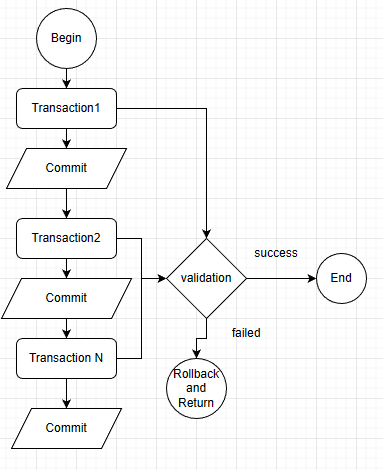 Begin
Transaction1
Commit
Transaction2
validation
success
End
Commit
failed
Transaction N
Rollback
and
Return
Commit